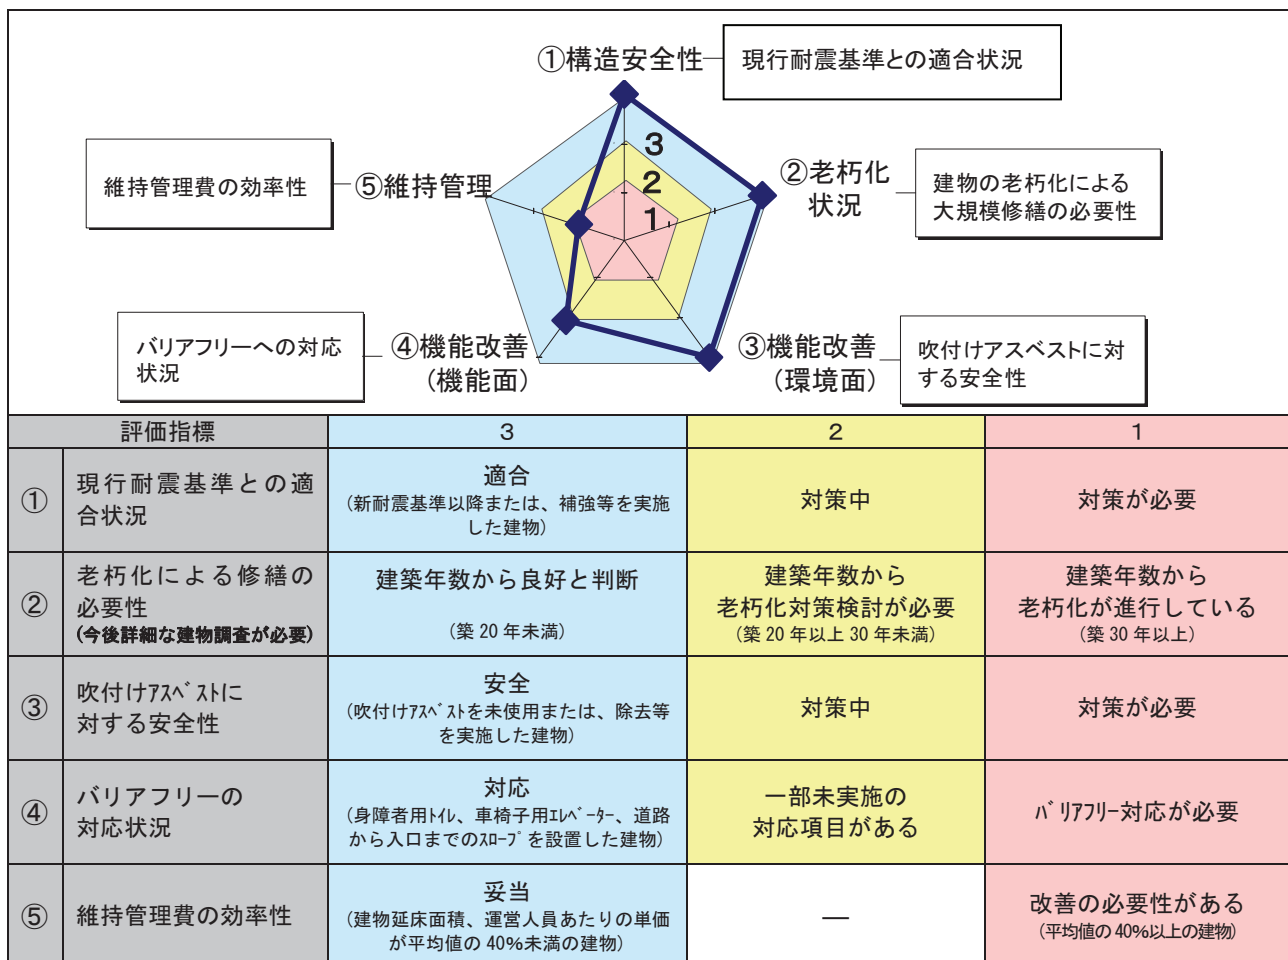 ①構造安全性
現行耐震基準との適合状況
3
2
1
②老朽化
状況
建物の老朽化による
大規模修繕の必要性
維持管理費の効率性
⑤維持管理
バリアフリーへの対応
状況
④機能改善
(機能面)
③機能改善
(環境面)
吹付けアスベストに対
する安全性
評価指標
3
2
1
①
現行耐震基準との適
合状況
適合
(新耐震基準以降または、補強等を実施
した建物)
対策中
対策が必要
②
老朽化による修繕の
必要性
(今後詳細な建物調査が必要)
建築年数から良好と判断
(築 20 年未満)
建築年数から
老朽化対策検討が必要
(築 20 年以上 30 年未満)
建築年数から
老朽化が進行している
(築 30 年以上)
③
吹付けｱｽﾍﾞｽﾄに
対する安全性
安全
(吹付けｱｽﾍﾞｽﾄを未使用または、除去等
を実施した建物)
対策中
対策が必要
④
バリアフリーの
対応状況
対応
(身障者用ﾄｲﾚ、車椅子用ｴﾚﾍﾞｰﾀｰ、道路
から入口までのｽﾛｰﾌﾟを設置した建物)
一部未実施の
対応項目がある
ﾊﾞﾘｱﾌﾘｰ対応が必要
⑤
維持管理費の効率性
妥当
(建物延床面積、運営人員あたりの単価
が平均値の 40%未満の建物)
―
改善の必要性がある
(平均値の 40%以上の建物)